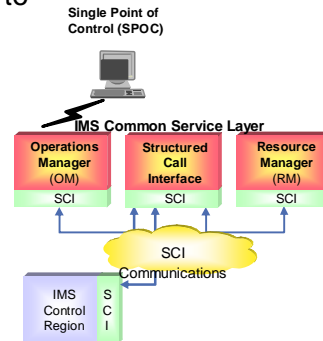 to
Single Point of
Control (SPOC)
IMS Common Service Layer
Operations
Manager
(OM)
SCI
Structured
Call
Interface
SCI
Resource
Manager
(RM)
SCI
SCI
Communications
IMS
Control
Region
S
C
I